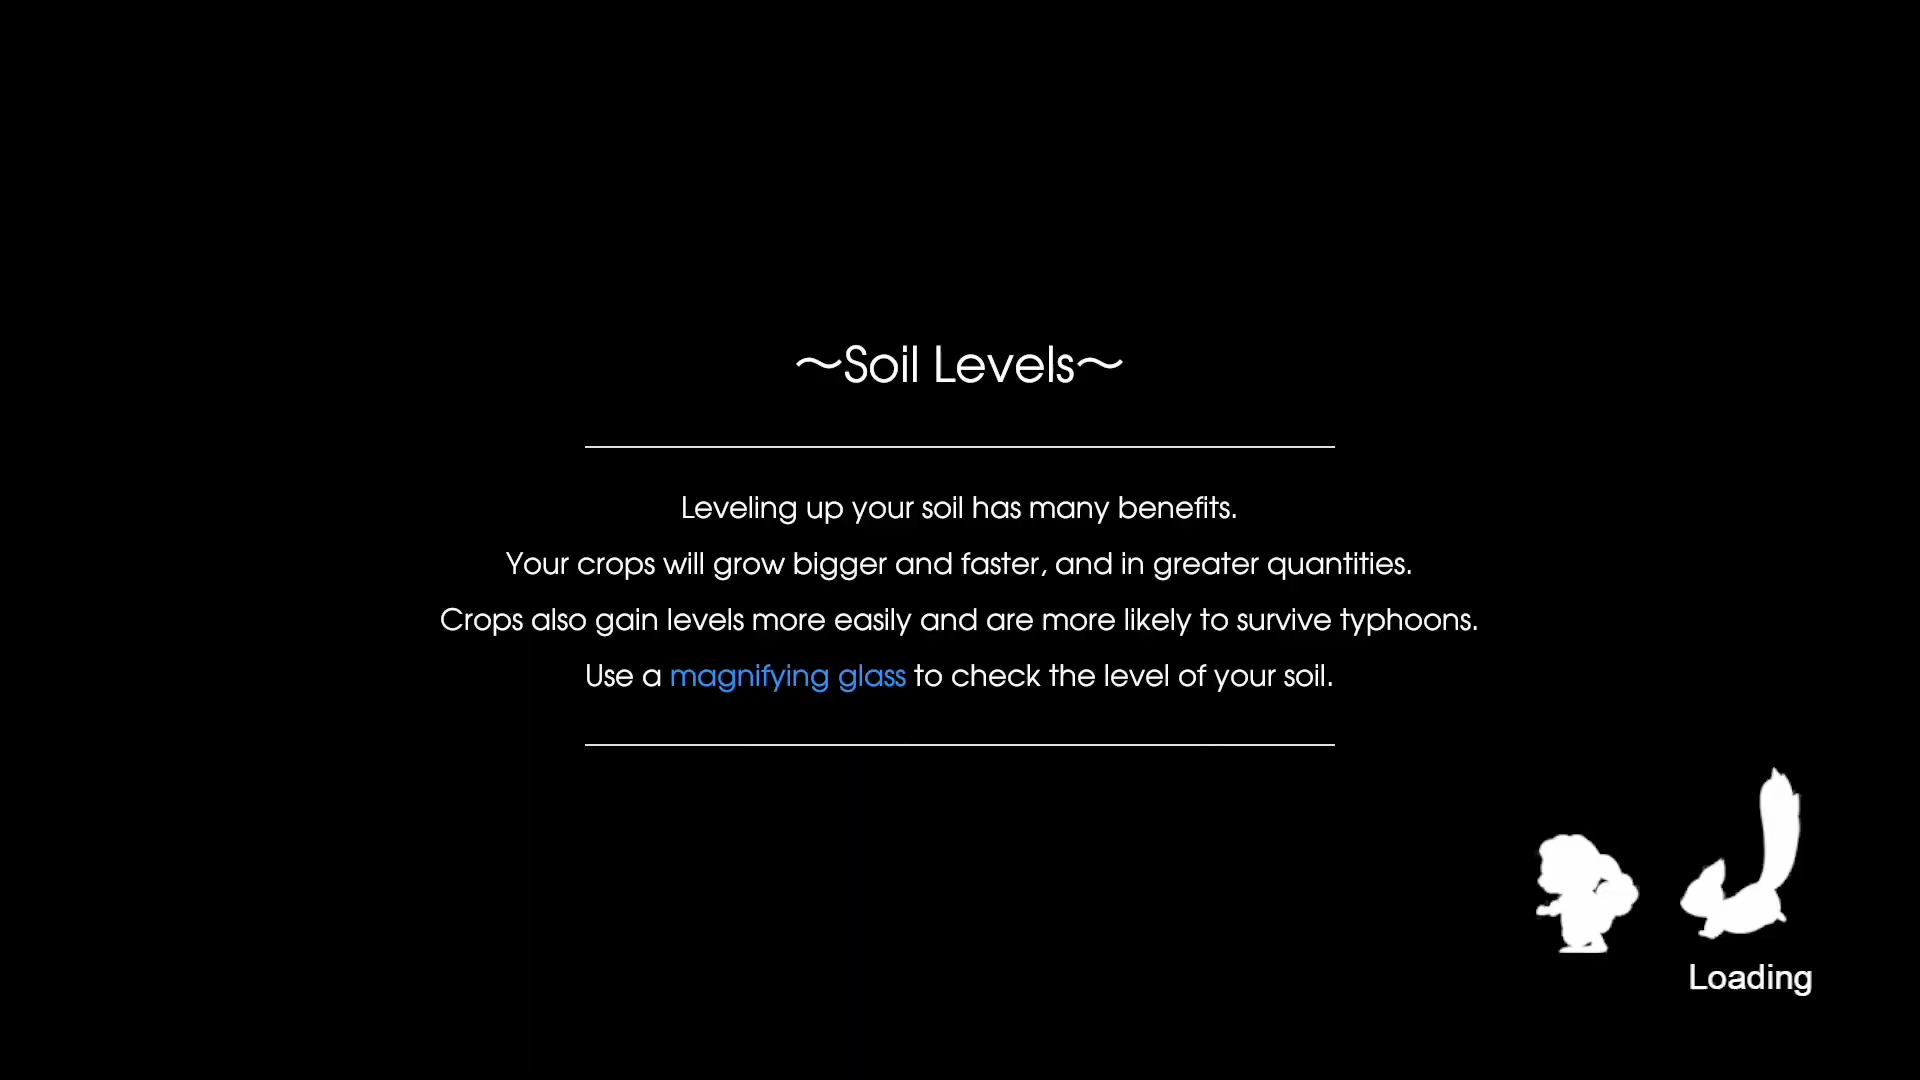 ～Soil Levels～
Leveling up your soil has many benefits.
Your crops will grow bigger and faster, and in greater quantities.
Crops also gain levels more easily and are more likely to survive typhoons.
Use a magnifying glass to check the level of your soil.
Loading